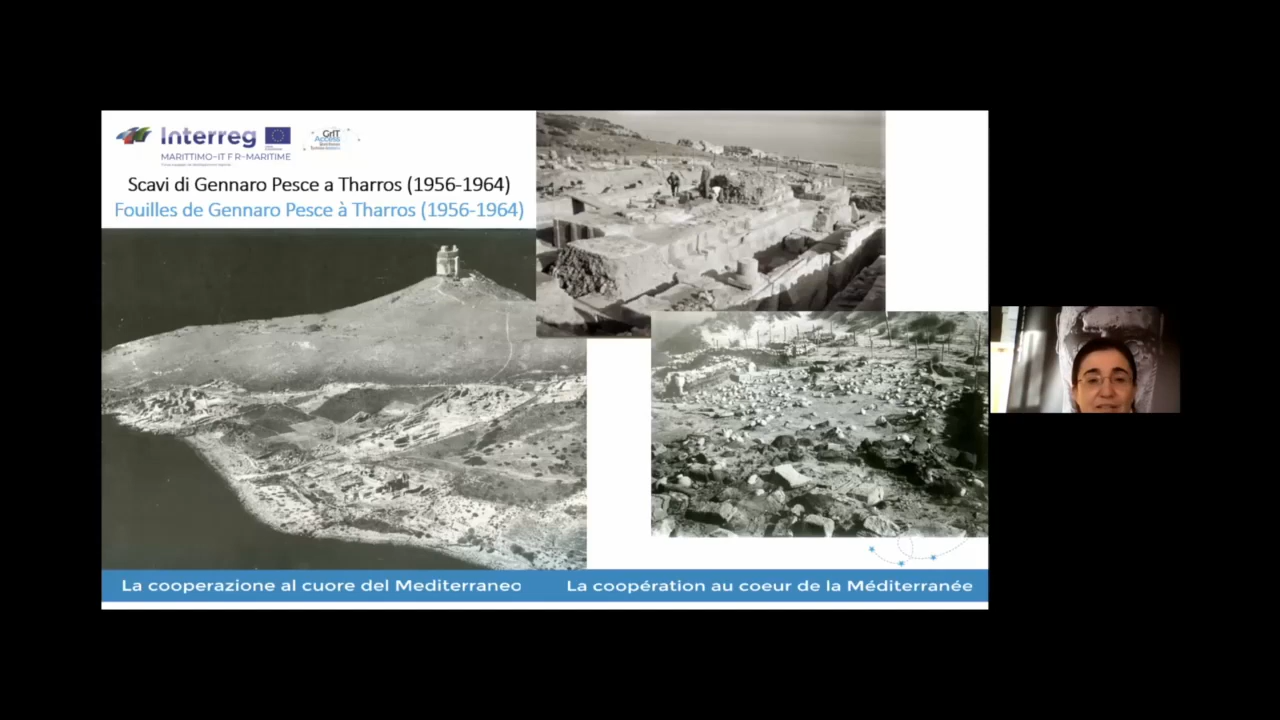 Interreg
MARITTIMO-IT FR-MARITIME
GritAccess
Scavi di Gennaro Pesce a Tharros (1956-1964)
Fouilles de Gennaro Pesce à Tharros (1956-1964)
La cooperazione al cuore del Mediterraneo
La coopération au coeur de la Méditerranée